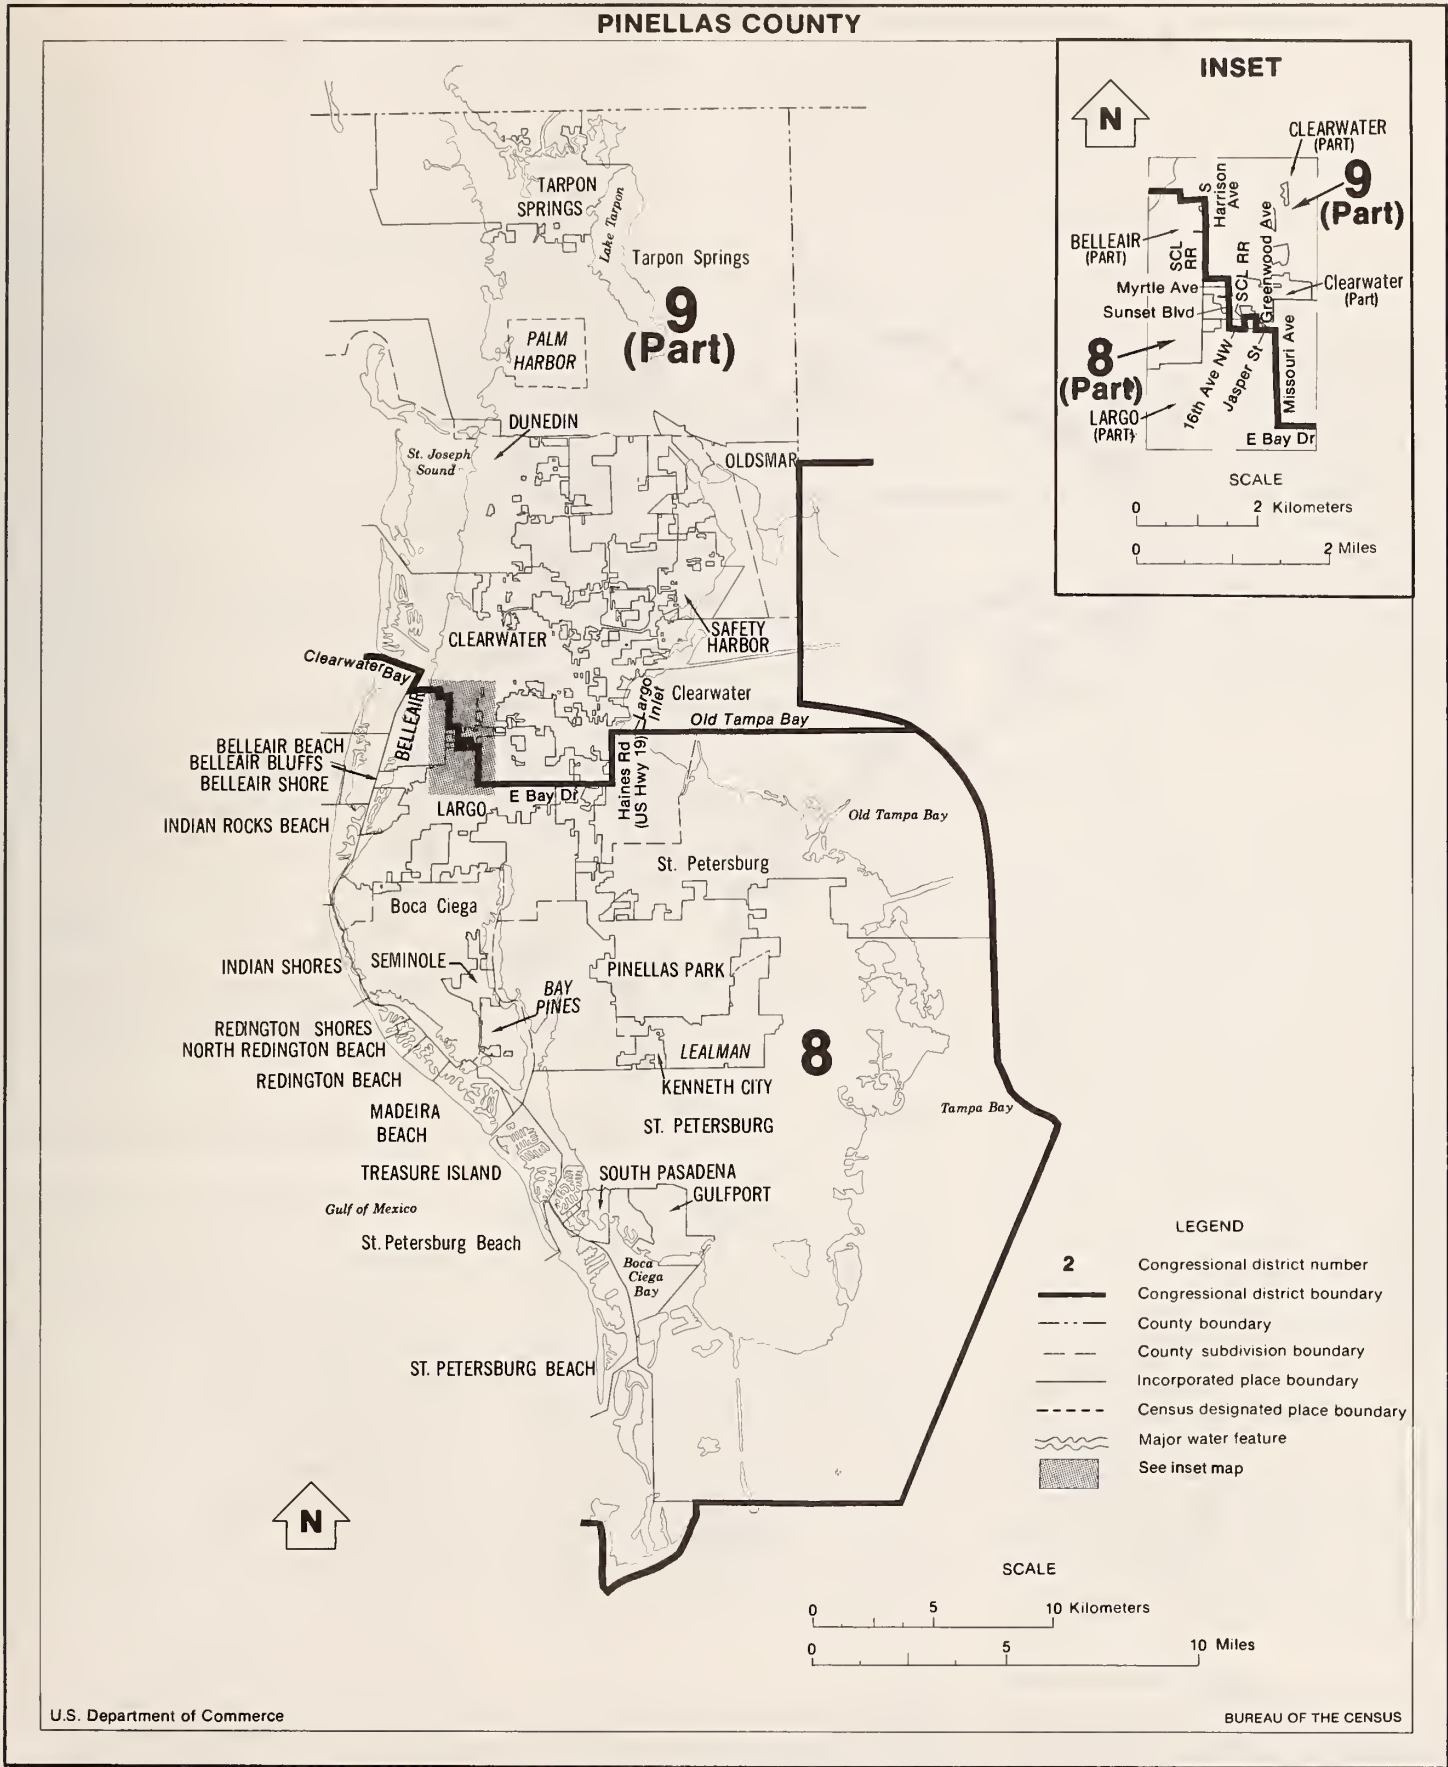 PINELLAS COUNTY
INSET
N
CLEARWATER
(PART)
9
(Part)
S
Harrison
Ave
BELLEAIR
(PART)
SCL
RR
SCL RR
Greenwood Ave
Myrtle Ave
Clearwater
(Part)
Sunset Blvd
8
(Part)
16th Ave NW
Jasper St
Missouri Ave
LARGO
(PART)
E Bay Dr
SCALE
0 2 Kilometers
0 2 Miles
TARPON
SPRINGS
Lake Tarpon
Tarpon Springs
9
(Part)
PALM
HARBOR
DUNEDIN
St. Joseph
Sound
OLDSMAR
CLEARWATER
SAFETY
HARBOR
Clearwater Bay
BELLEAIR
Largo
Inlet
Clearwater
Old Tampa Bay
BELLEAIR BEACH
BELLEAIR BLUFFS
BELLEAIR SHORE
Haines Rd
(US Hwy 19)
E Bay Dr
LARGO
INDIAN ROCKS BEACH
Old Tampa Bay
St. Petersburg
Boca Ciega
INDIAN SHORES
SEMINOLE
PINELLAS PARK
BAY
PINES
REDINGTON SHORES
NORTH REDINGTON BEACH
LEALMAN
8
REDINGTON BEACH
KENNETH CITY
MADEIRA
BEACH
Tampa Bay
ST. PETERSBURG
TREASURE ISLAND
SOUTH PASADENA
GULFPORT
Gulf of Mexico
St. Petersburg Beach
Boca
Ciega
Bay
ST. PETERSBURG BEACH
LEGEND
2 Congressional district number
Congressional district boundary
County boundary
County subdivision boundary
Incorporated place boundary
Census designated place boundary
Major water feature
See inset map
N
SCALE
0 5 10 Kilometers
0 5 10 Miles
U.S. Department of Commerce
BUREAU OF THE CENSUS